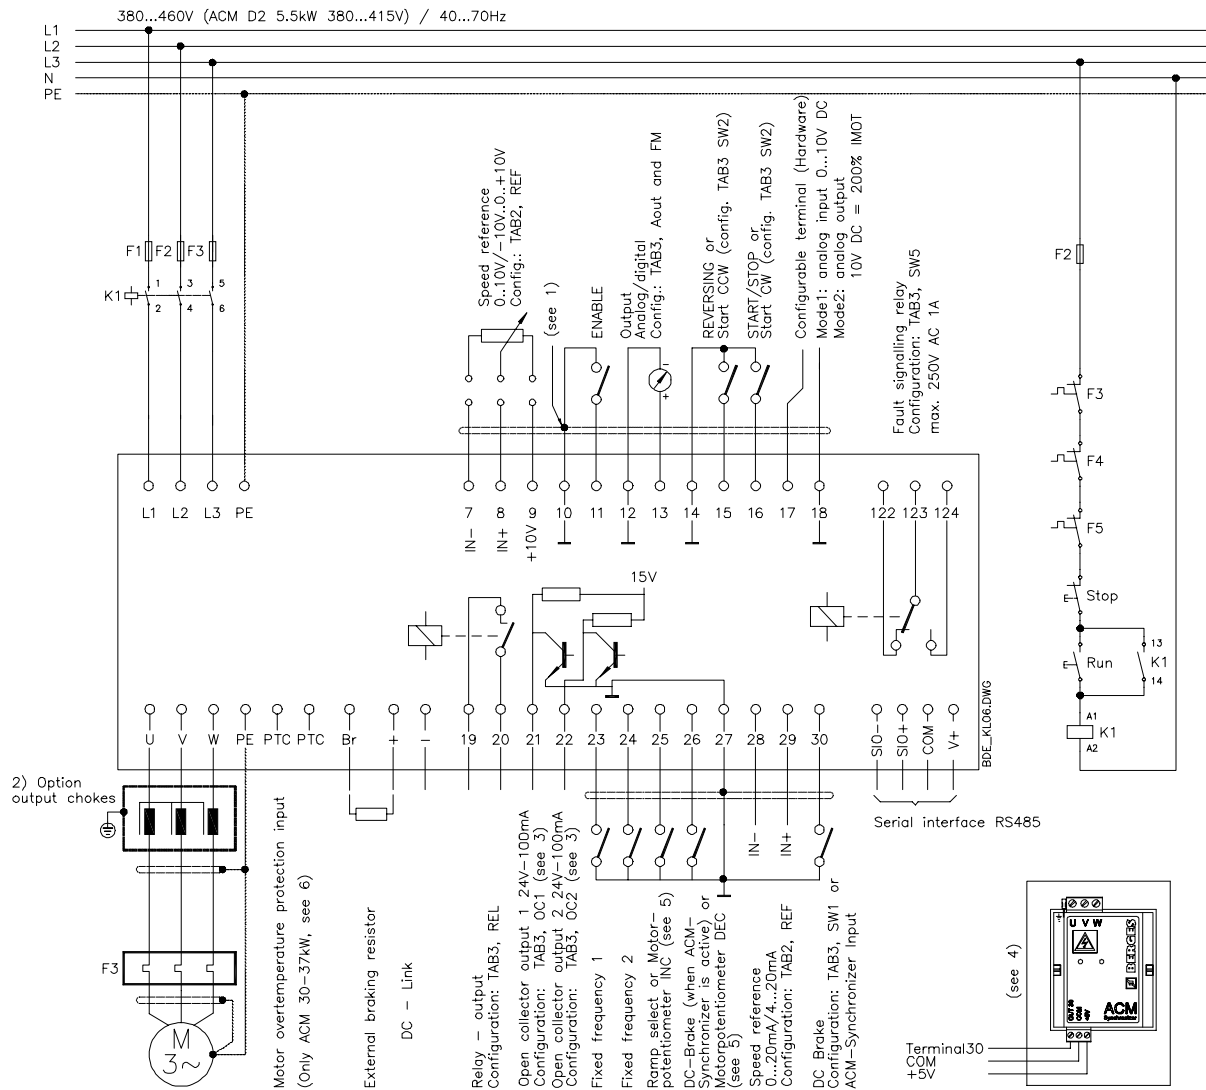 380...460V (ACM D2 5.5kW 380...415V) / 40...70Hz
L1
L2
L3
N
PE
F1
F2
F3
K1
1
3
5
2
4
6
Speed reference
0..10V/−10V..0..+10V
Config.: TAB2, REF
(see 1)
ENABLE
Output
Analog/digital
Config.: TAB3, Aout and FM
−
+
REVERSING or
Start CCW (config. TAB3 SW2)
START/STOP or
Start CW (config. TAB3 SW2)
Configurable terminal (Hardware)
Mode1: analog input 0...10V DC
Mode2: analog output
10V DC = 200% IMOT
Fault signalling relay
Configuration: TAB3, SW5
max. 250V AC 1A
F2
F3
F4
F5
Stop
Run
13
K1
14
A1
K1
A2
L1
L2
L3
PE
7
8
9
10
11
12
13
14
15
16
17
18
122
123
124
IN−
IN+
+10V
15V
U
V
W
PE
PTC
PTC
Br
+
−
19
20
21
22
23
24
25
26
27
28
29
30
SIO−
SIO+
COM
V+
BDE_KL06.DWG
2) Option
output chokes
F3
M
3~
Motor overtemperature protection input
(Only ACM 30−37kW, see 6)
External braking resistor
DC − Link
Relay − output
Configuration: TAB3, REL
Open collector output 1 24V−100mA
Configuration: TAB3, OC1 (see 3)
Open collector output 2 24V−100mA
Configuration: TAB3, OC2 (see 3)
Fixed frequency 1
Fixed frequency 2
Ramp select or Motor−
potentiometer INC (see 5)
DC−Brake (when ACM−
Synchronizer is active) or
Motorpotentiometer DEC
(see 5)
IN−
IN+
Speed reference
0...20mA/4...20mA
Configuration: TAB2, REF
DC Brake
Configuration: TAB3, SW1 or
ACM−Synchronizer Input
Serial interface RS485
(see 4)
U V W
BERGES
ACM
Synchronizer
OUT 30
COM
+5V
Terminal30
COM
+5V